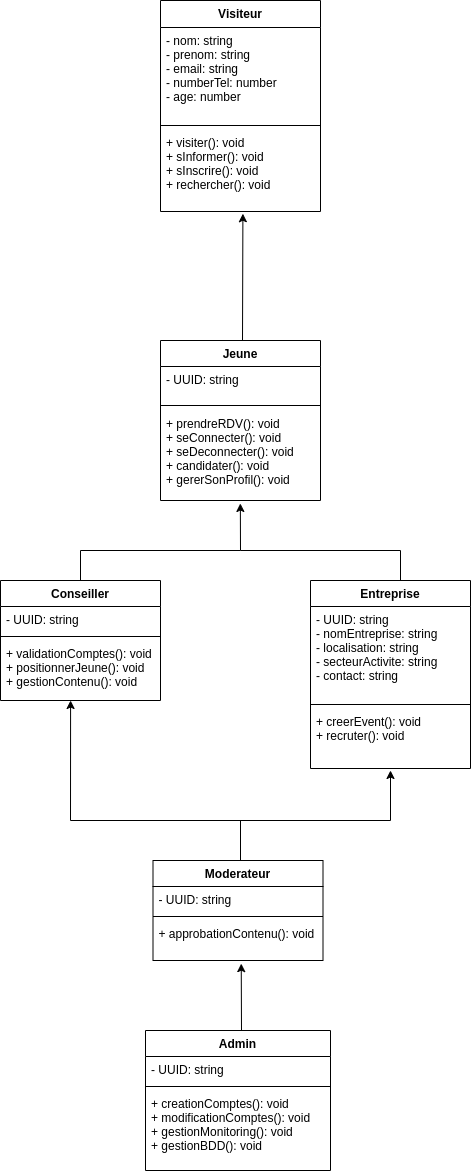 Visiteur
- nom: string
- prenom: string
- email: string
- numberTel: number
- age: number
+ visiter(): void
+ sInformer(): void
+ sInscrire(): void
+ rechercher(): void
Jeune
- UUID: string
+ prendreRDV(): void
+ seConnecter(): void
+ seDeconnecter(): void
+ candidater(): void
+ gererSonProfil(): void
Conseiller
- UUID: string
+ validationComptes(): void
+ positionnerJeune(): void
+ gestionContenu(): void
Entreprise
- UUID: string
- nomEntreprise: string
- localisation: string
- secteurActivite: string
- contact: string
+ creerEvent(): void
+ recruter(): void
Moderateur
- UUID: string
+ approbationContenu(): void
Admin
- UUID: string
+ creationComptes(): void
+ modificationComptes(): void
+ gestionMonitoring(): void
+ gestionBDD(): void